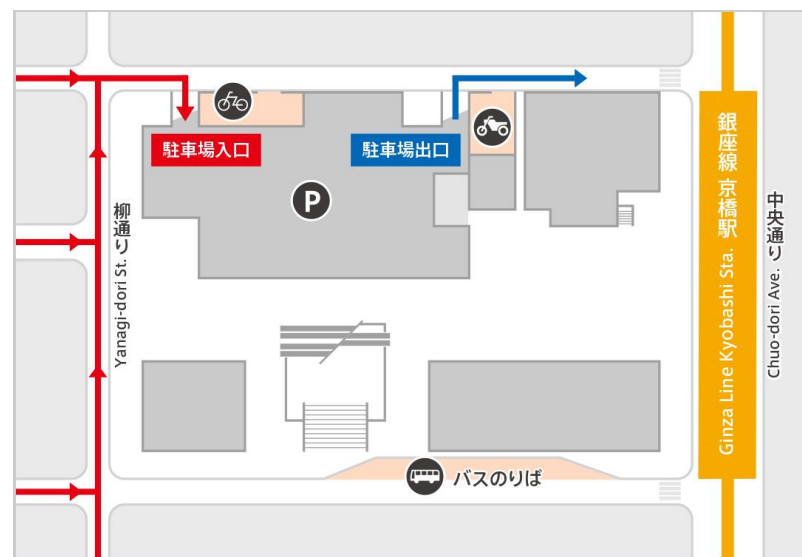 駐車場入口
駐車場出口
P
柳通り
Yanagi-dori St.
銀座線 京橋駅
Ginza Line Kyobashi Sta.
中央通り
Chuo-dori Ave.
バスのりば